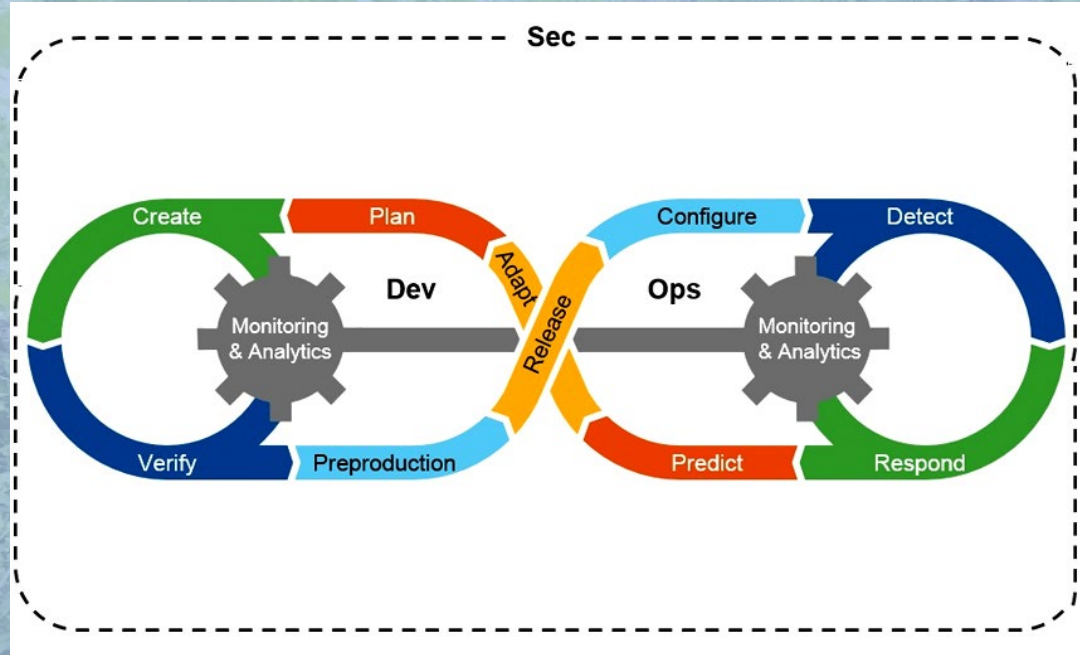 Sec
Create
Plan
Adapt
Release
Configure
Detect
Dev
Ops
Monitoring
& Analytics
Monitoring
& Analytics
Verify
Preproduction
Predict
Respond